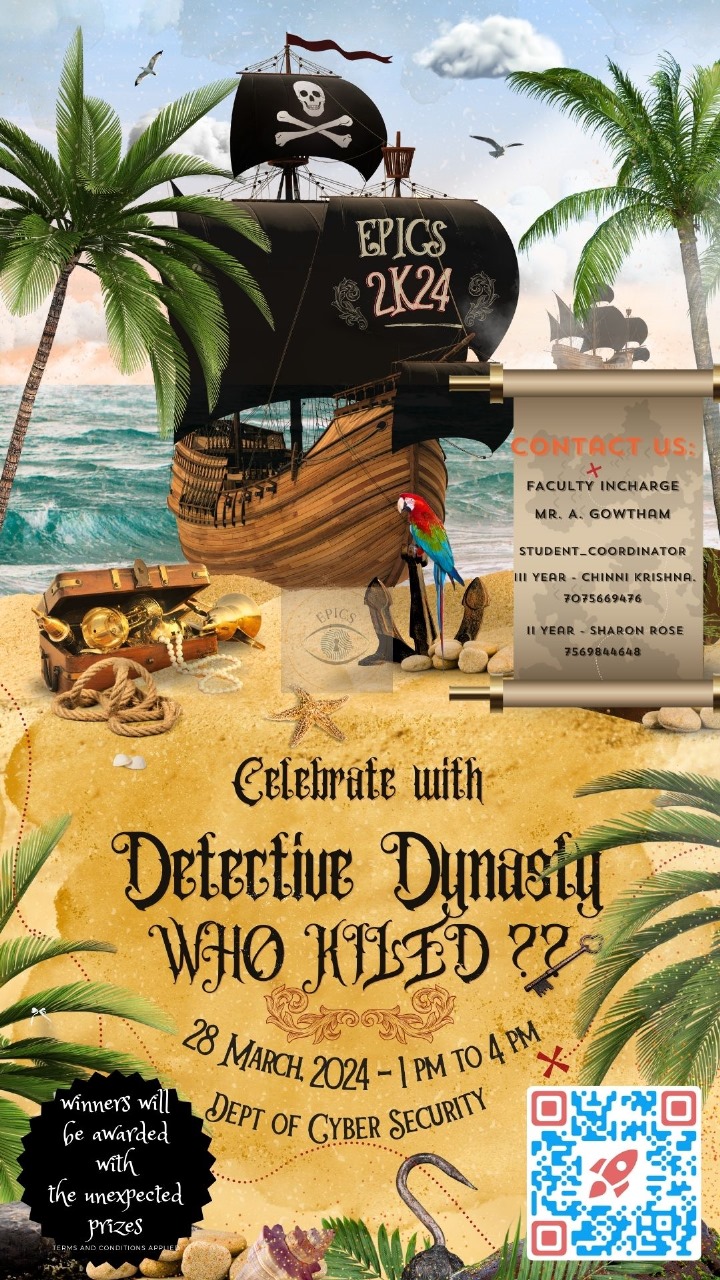 EPICS
2K24
CONTACT US:
FACULTY INCHARGE
MR. A. GOWTHAM
STUDENT_COORDINATOR
III YEAR - CHINNI KRISHNA.
7075669476
II YEAR - SHARON ROSE
7569844648
EPICS
Celebrate with
Detective Dynasty
WHO KILED ??
28 MARCH, 2024 - 1 PM TO 4 PM
DEPT OF CYBER SECURITY
winners will
be awarded
with
the unexpected
prizes
TERMS AND CONDITIONS APPLIED